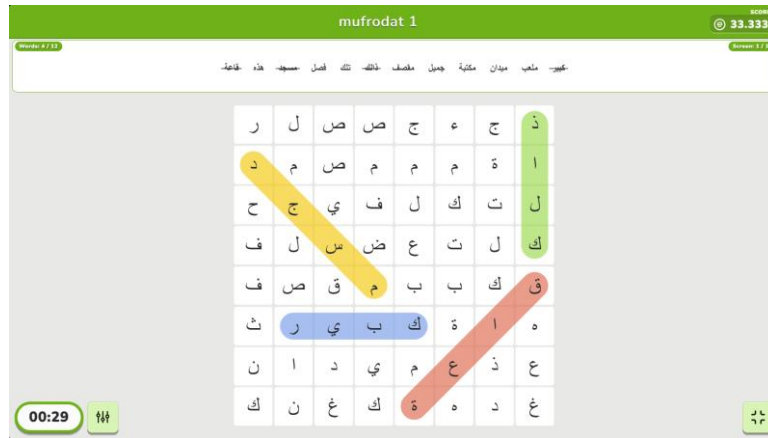 mufrodat 1
SCORE
33.333
Words: 4 / 12
كبير ملعب ميدان مكتبة جميل مقصف ذالك تلك فصل مسجد هذه قاعة
ذ ج ء ج ص ص ل ر
ا ة م م م ص م د
ل ت ك ل ف ي ج ح
ك ل ت ع ض س ل ف
ق ك ب ب م ق ص ف
ه ا ة ك ب ي ر ث
ع ذ ع م ي د ا ن
غ د ه ة ك غ ن ك
00:29